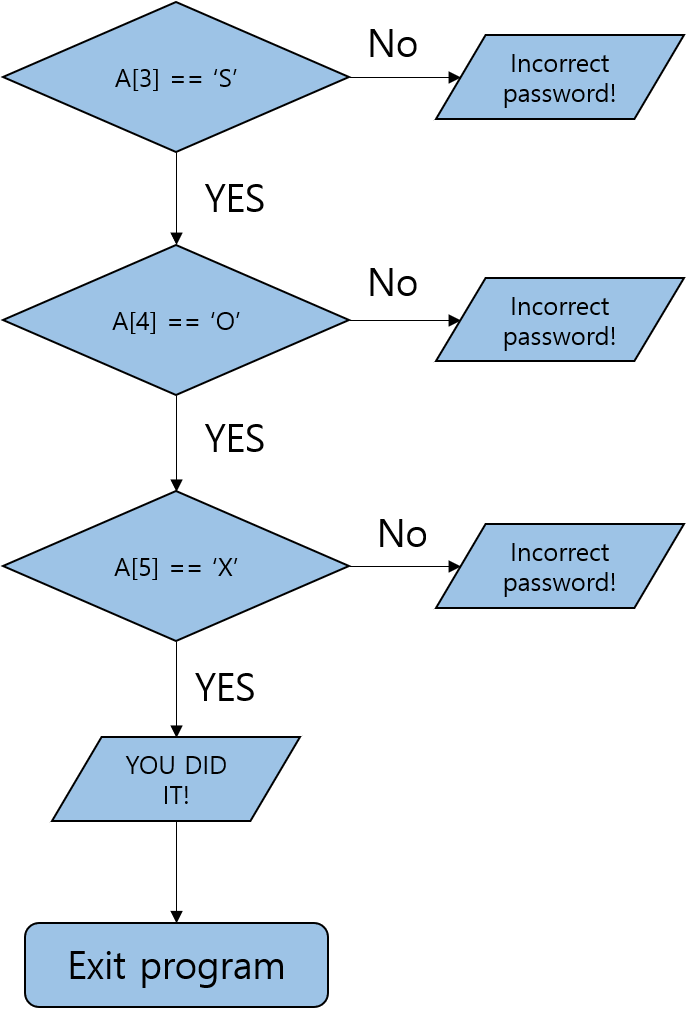 A[3] == ‘S’
No
Incorrect
password!
YES
A[4] == ‘O’
No
Incorrect
password!
YES
A[5] == ‘X’
No
Incorrect
password!
YES
YOU DID
IT!
Exit program